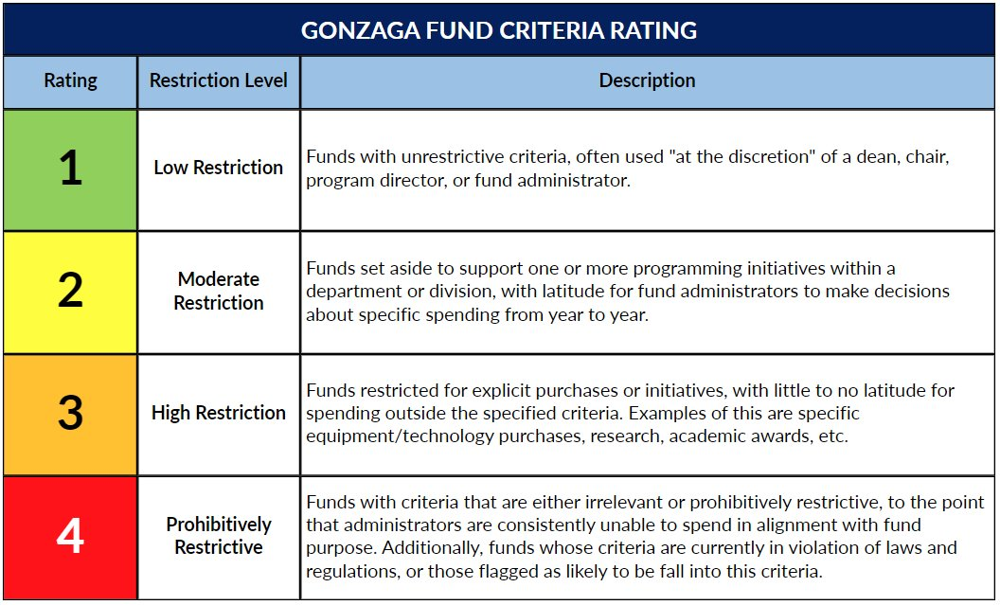 GONZAGA FUND CRITERIA RATING
Rating
Restriction Level
Description
1
Low Restriction
Funds with unrestrictive criteria, often used "at the discretion" of a dean, chair,
program director, or fund administrator.
2
Moderate
Restriction
Funds set aside to support one or more programming initiatives within a
department or division, with latitude for fund administrators to make decisions
about specific spending from year to year.
3
High Restriction
Funds restricted for explicit purchases or initiatives, with little to no latitude for
spending outside the specified criteria. Examples of this are specific
equipment/technology purchases, research, academic awards, etc.
4
Prohibitively
Restrictive
Funds with criteria that are either irrelevant or prohibitively restrictive, to the point
that administrators are consistently unable to spend in alignment with fund
purpose. Additionally, funds whose criteria are currently in violation of laws and
regulations, or those flagged as likely to be fall into this criteria.